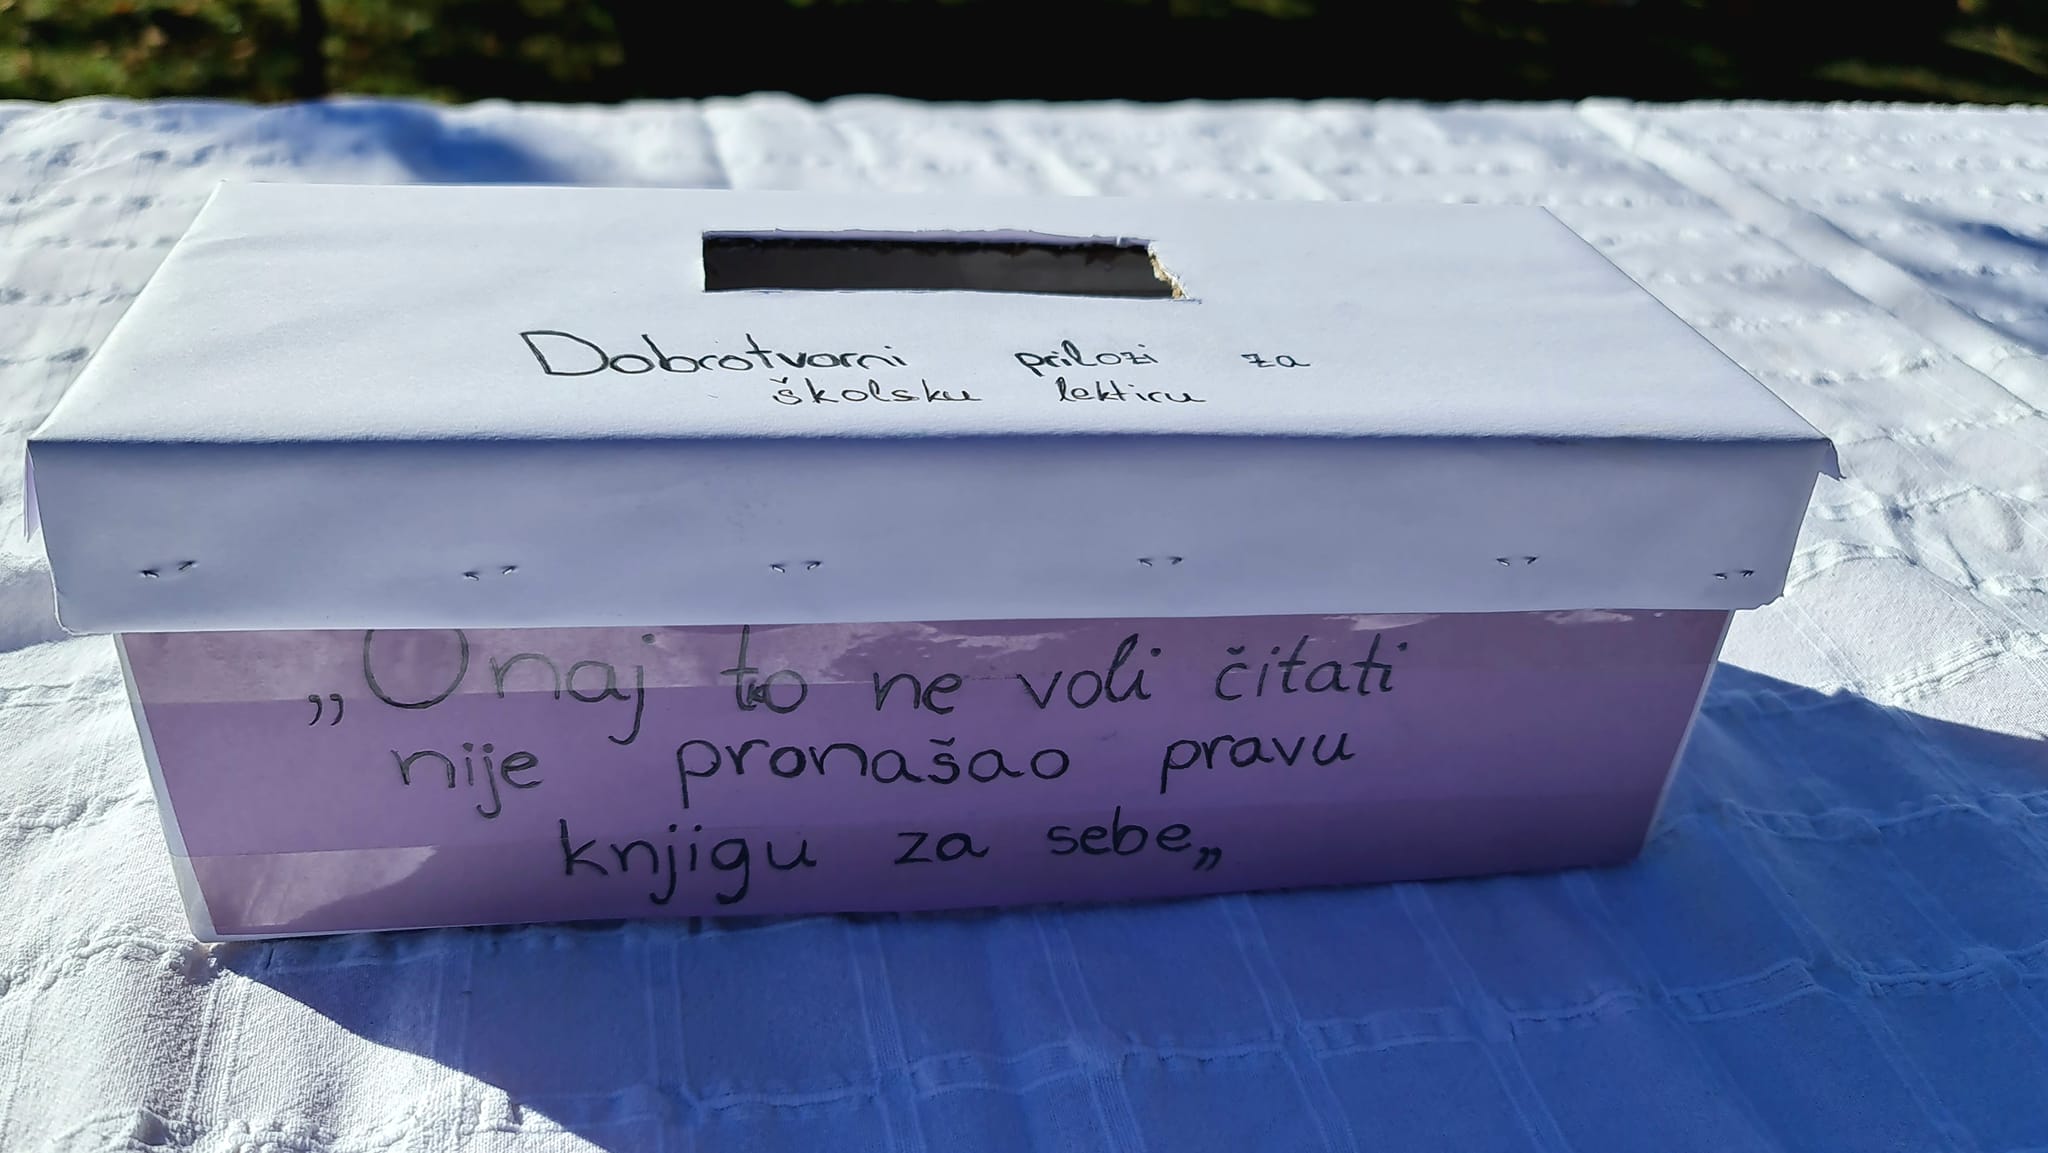 Dobrotvorni prilozi za
školsku lektiru
„Onaj tko ne voli čitati
nije pronašao pravu
knjigu za sebe„